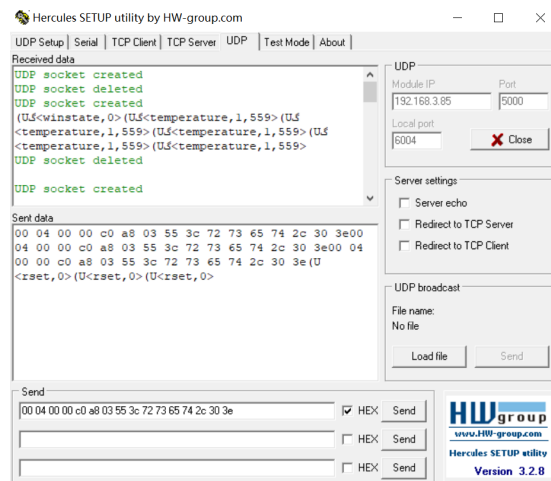 Hercules SETUP utility by HW-group.com
UDP Setup Serial TCP Client TCP Server UDP Test Mode About
Received data
UDP socket created
UDP socket deleted
UDP socket created
(U<winstate,0>(U<temperature,1,559>(U
<temperature,1,559>(U<temperature,1,559>(U
<temperature,1,559>(U<temperature,1,559>
UDP socket deleted
UDP socket created
Sent data
00 04 00 00 c0 a8 03 55 3c 72 73 65 74 2c 30 3e00
04 00 00 c0 a8 03 55 3c 72 73 65 74 2c 30 3e00 04
00 00 c0 a8 03 55 3c 72 73 65 74 2c 30 3e(U
<rset,0>(U<rset,0>(U<rset,0>
Send
00 04 00 00 c0 a8 03 55 3c 72 73 65 74 2c 30 3e HEX Send
HEX Send
HEX Send
UDP
Module IP Port
192.168.3.85 5000
Local port
6004 Close
Server settings
Server echo
Redirect to TCP Server
Redirect to TCP Client
UDP broadcast
File name:
No file
Load file Send
HW group
www.HW-group.com
Hercules SETUP utility
Version 3.2.8